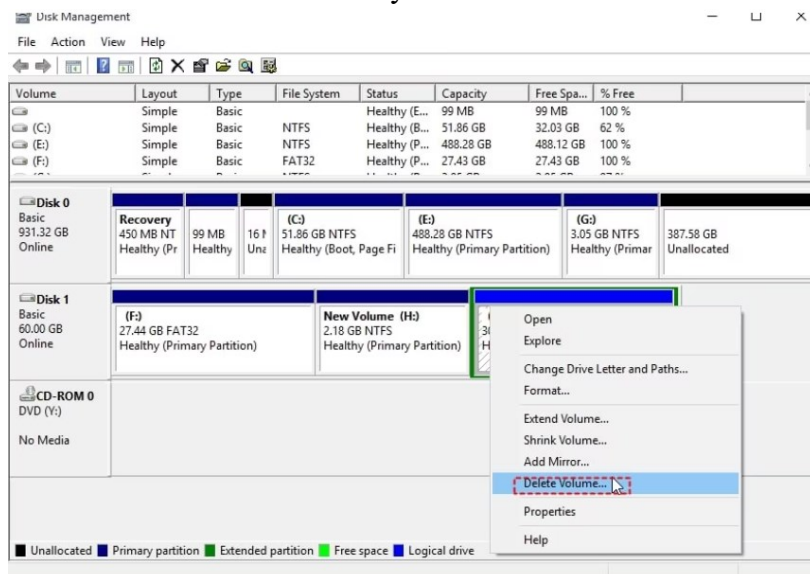 Disk Management
File Action View Help
Volume Layout Type File System Status Capacity Free Spa... % Free
Simple Basic Healthy (E... 99 MB 99 MB 100 %
(C:) Simple Basic NTFS Healthy (B... 51.86 GB 32.03 GB 62 %
(E:) Simple Basic NTFS Healthy (P... 488.28 GB 488.12 GB 100 %
(F:) Simple Basic FAT32 Healthy (P... 27.43 GB 27.43 GB 100 %
Disk 0
Basic
931.32 GB
Online
Recovery
450 MB NT
Healthy (Pr
99 MB
Healthy
16 M
Una
(C:)
51.86 GB NTFS
Healthy (Boot, Page Fi
(E:)
488.28 GB NTFS
Healthy (Primary Partition)
(G:)
3.05 GB NTFS
Healthy (Primar
387.58 GB
Unallocated
Disk 1
Basic
60.00 GB
Online
(F:)
27.44 GB FAT32
Healthy (Primary Partition)
New Volume (H:)
2.18 GB NTFS
Healthy (Primary Partition)
Open
Explore
Change Drive Letter and Paths...
Format...
Extend Volume...
Shrink Volume...
Add Mirror...
Delete Volume...
Properties
Help
CD-ROM 0
DVD (Y:)
No Media
Unallocated Primary partition Extended partition Free space Logical drive